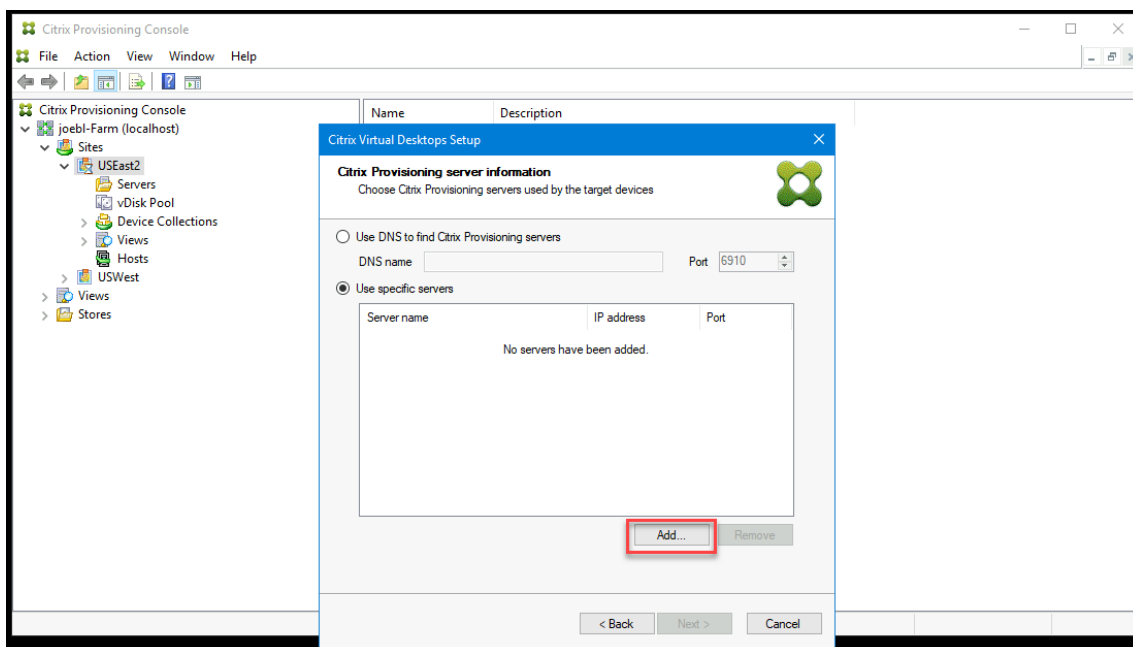 Citrix Provisioning Console
File Action View Window Help
Citrix Provisioning Console
joebl-Farm (localhost)
Sites
USEast2
Servers
vDisk Pool
Device Collections
Views
Hosts
USWest
Views
Stores
Name Description
Citrix Virtual Desktops Setup
Citrix Provisioning server information
Choose Citrix Provisioning servers used by the target devices
Use DNS to find Citrix Provisioning servers
DNS name Port 6910
Use specific servers
Server name IP address Port
No servers have been added.
Add... Remove
< Back Next > Cancel